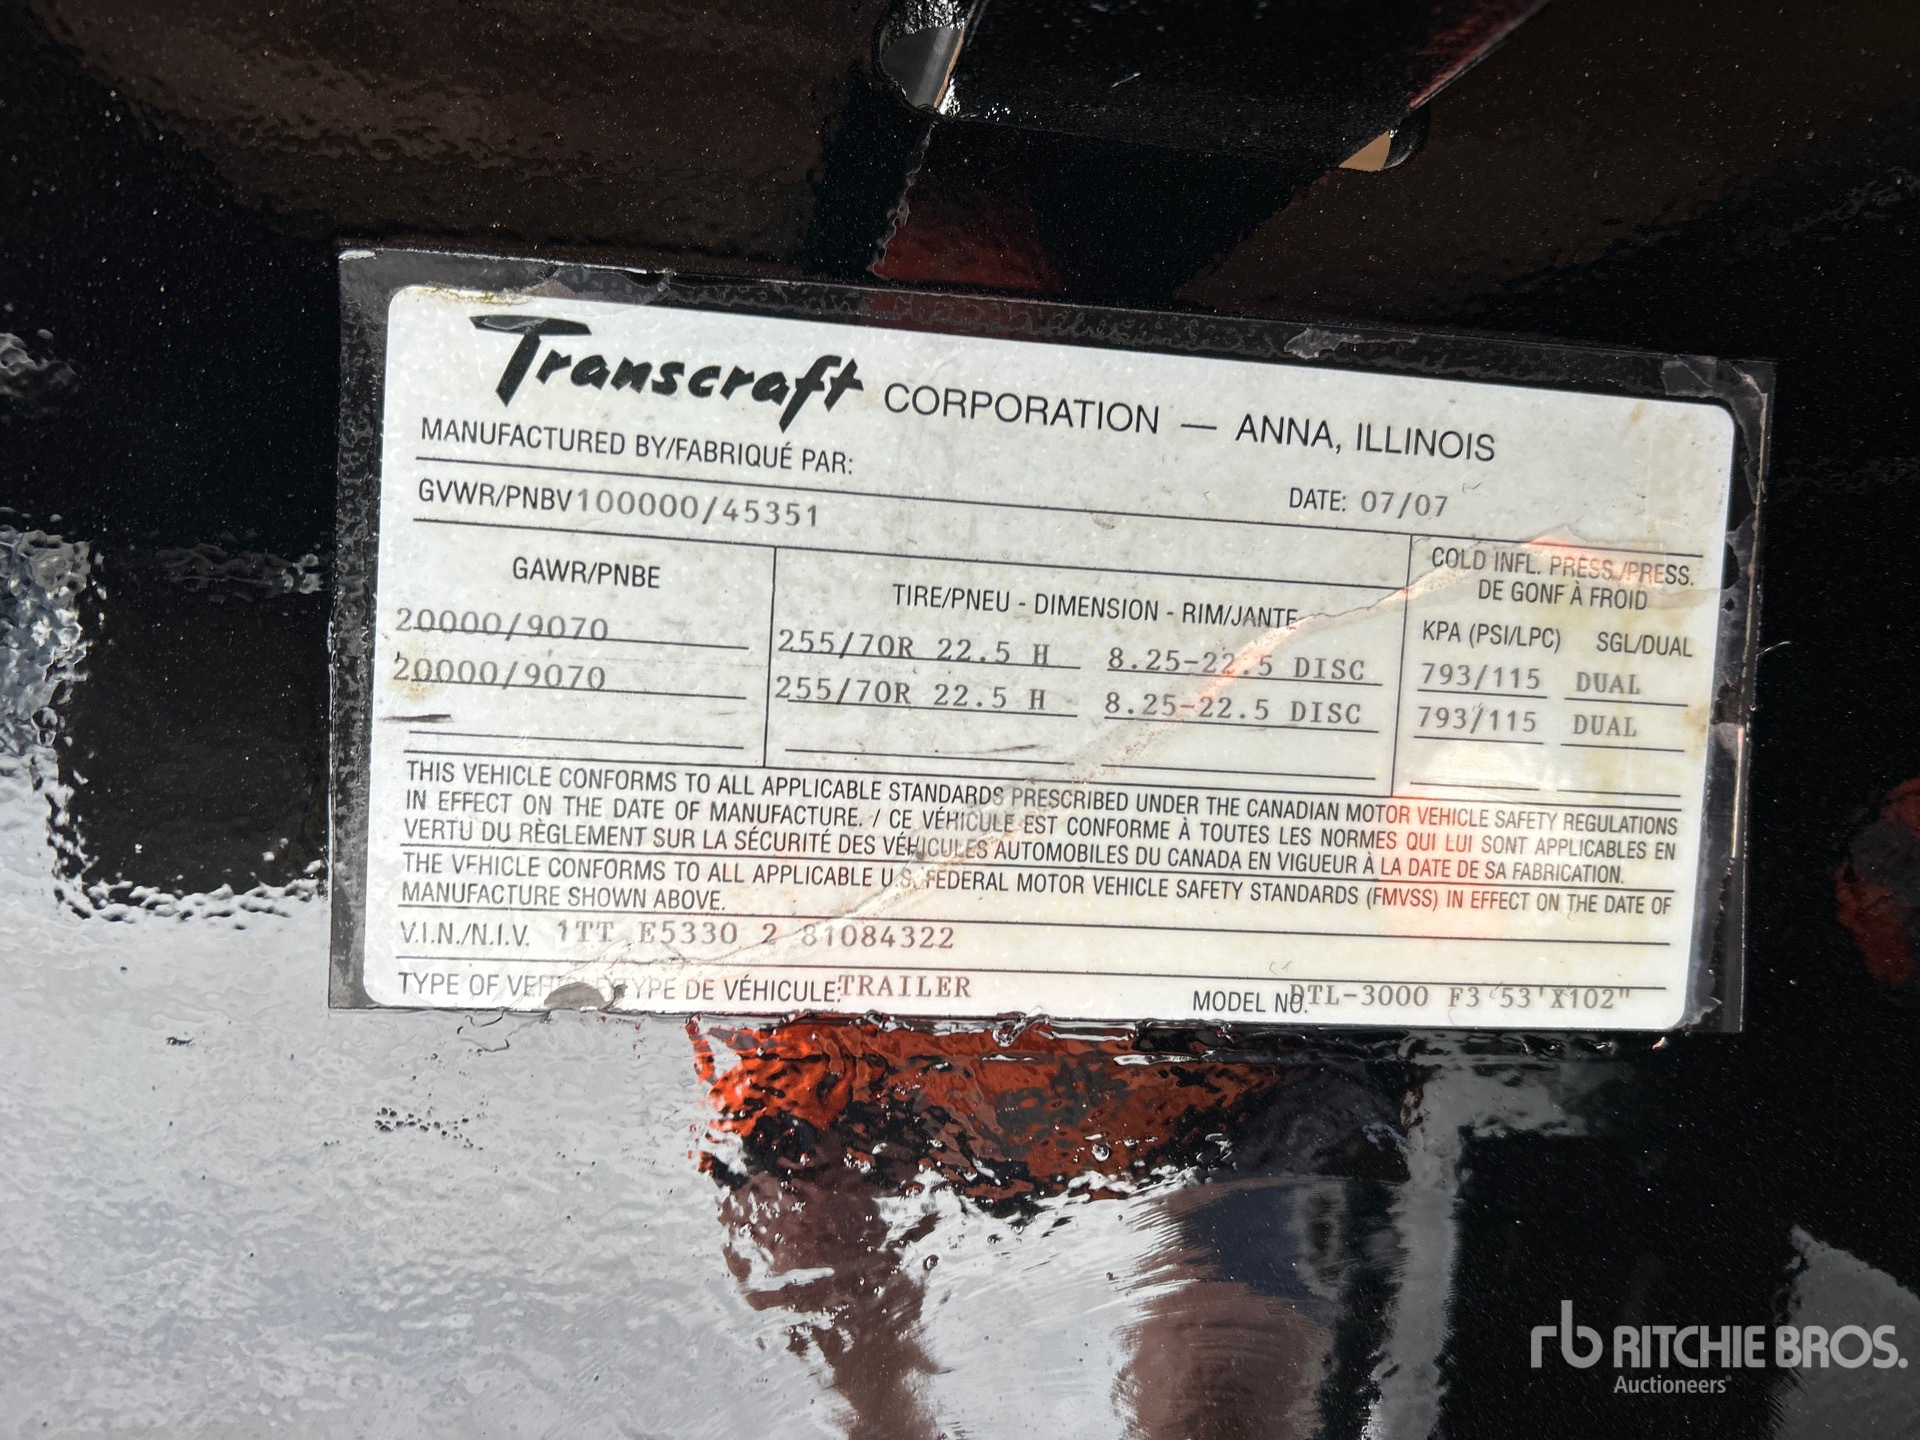 Transcraft CORPORATION — ANNA, ILLINOIS
MANUFACTURED BY/FABRIQUÉ PAR:
GVWR/PNBV 100000/45351 DATE: 07/07
GAWR/PNBE TIRE/PNEU - DIMENSION - RIM/JANTE COLD INFL. PRESS./PRESS.
DE GONF À FROID
KPA (PSI/LPC) SGL/DUAL
20000/9070 255/70R 22.5 H 8.25-22.5 DISC 793/115 DUAL
20000/9070 255/70R 22.5 H 8.25-22.5 DISC 793/115 DUAL
THIS VEHICLE CONFORMS TO ALL APPLICABLE STANDARDS PRESCRIBED UNDER THE CANADIAN MOTOR VEHICLE SAFETY REGULATIONS
IN EFFECT ON THE DATE OF MANUFACTURE. / CE VÉHICULE EST CONFORME À TOUTES LES NORMES QUI LUI SONT APPLICABLES EN
VERTU DU RÈGLEMENT SUR LA SÉCURITÉ DES VÉHICULES AUTOMOBILES DU CANADA EN VIGUEUR À LA DATE DE SA FABRICATION.
THE VEHICLE CONFORMS TO ALL APPLICABLE U.S. FEDERAL MOTOR VEHICLE SAFETY STANDARDS (FMVSS) IN EFFECT ON THE DATE OF
MANUFACTURE SHOWN ABOVE.
V.I.N./N.I.V. 1TT E5330 2 81084322
TYPE OF VEHICLE/TYPE DE VÉHICULE: TRAILER MODEL NO. DTL-3000 F3 53'X102"
rb RITCHIE BROS.
Auctioneers